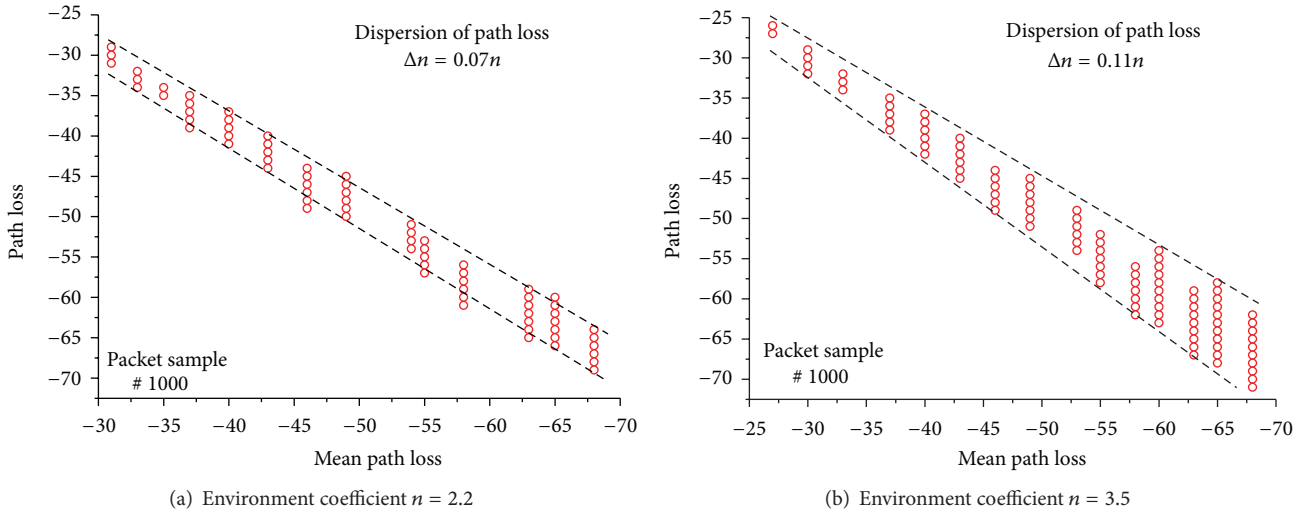 Dispersion of path loss
Δn = 0.07n
Path loss
−25
−30
−35
−40
−45
−50
−55
−60
−65
−70
Packet sample
# 1000
−30 −35 −40 −45 −50 −55 −60 −65 −70
Mean path loss
(a) Environment coefficient n = 2.2
Dispersion of path loss
Δn = 0.11n
Path loss
−25
−30
−35
−40
−45
−50
−55
−60
−65
−70
Packet sample
# 1000
−25 −30 −35 −40 −45 −50 −55 −60 −65 −70
Mean path loss
(b) Environment coefficient n = 3.5